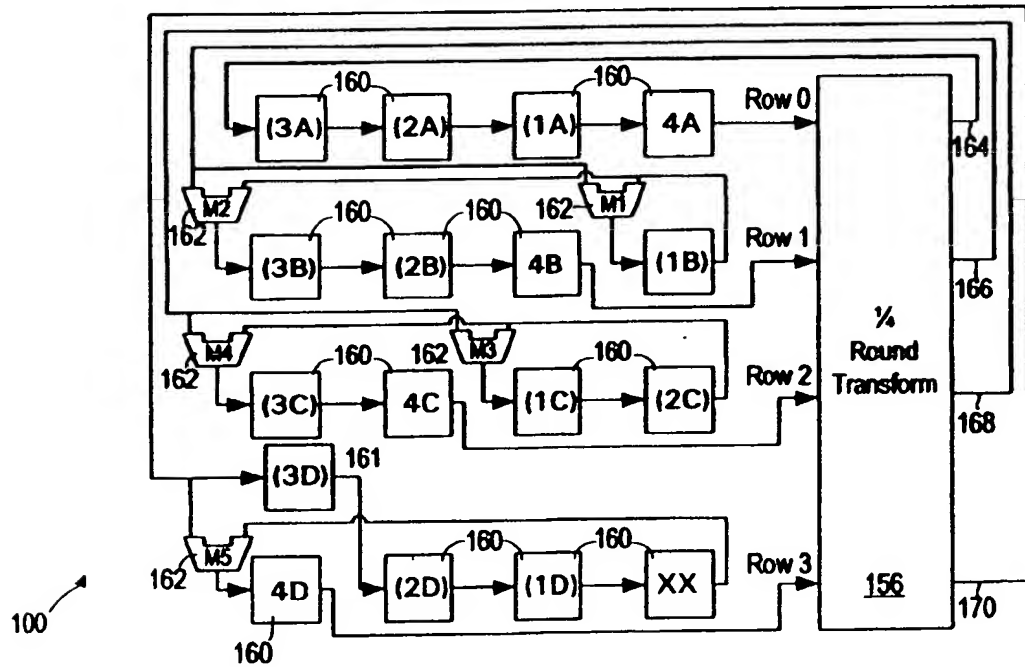 160 160
(3A) (2A) (1A) 4A Row 0
164
M2 162 M1
162 160 160
(3B) (2B) 4B (1B) Row 1
166
M4 162 M3
162 160 160
(3C) 4C (1C) (2C) Row 2
168
¼
Round
Transform
(3D) 161
M5 160 160
162
4D (2D) (1D) XX Row 3
156
170
100
160